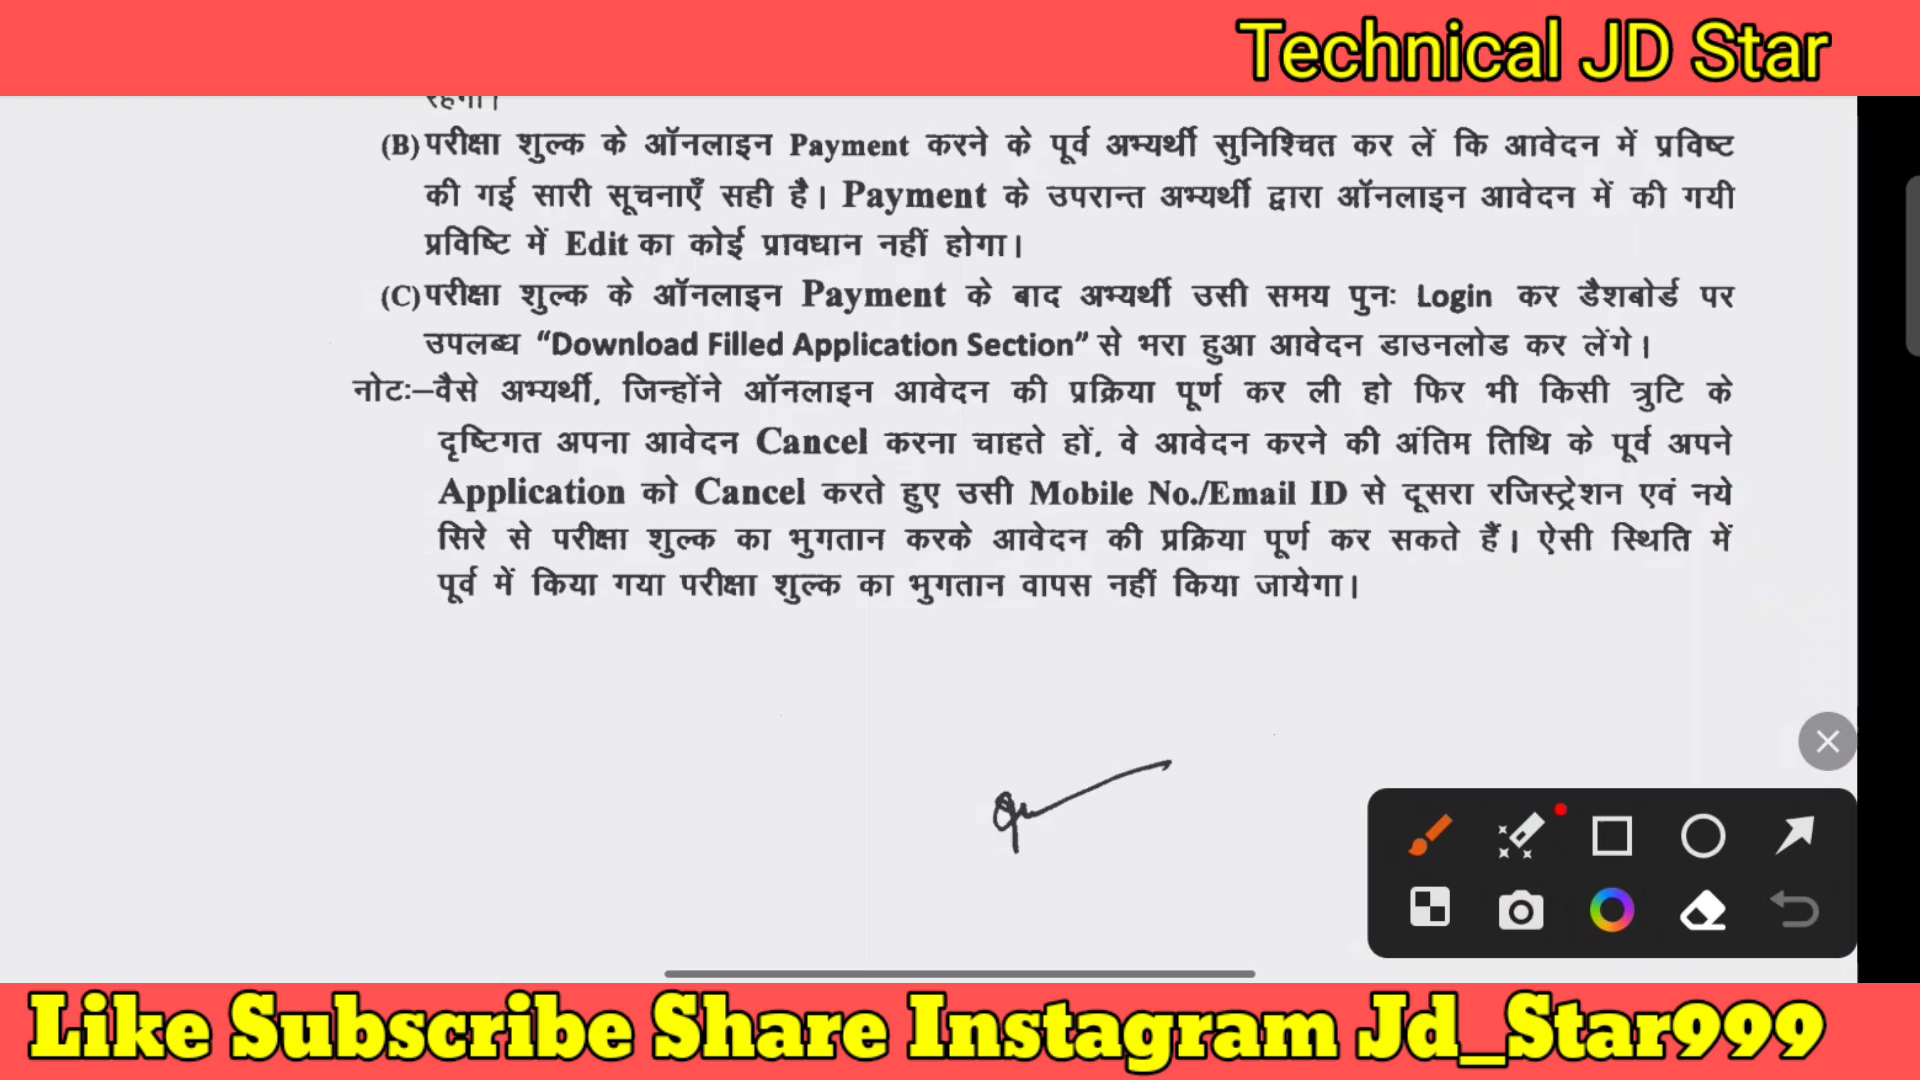 Technical JD Star
रहेगा।
(B) परीक्षा शुल्क के ऑनलाइन Payment करने के पूर्व अभ्यर्थी सुनिश्चित कर लें कि आवेदन में प्रविष्ट
की गई सारी सूचनाएँ सही है। Payment के उपरान्त अभ्यर्थी द्वारा ऑनलाइन आवेदन में की गयी
प्रविष्टि में Edit का कोई प्रावधान नहीं होगा।
(C) परीक्षा शुल्क के ऑनलाइन Payment के बाद अभ्यर्थी उसी समय पुनः Login कर डैशबोर्ड पर
उपलब्ध “Download Filled Application Section” से भरा हुआ आवेदन डाउनलोड कर लेंगे।
नोटः–वैसे अभ्यर्थी, जिन्होंने ऑनलाइन आवेदन की प्रक्रिया पूर्ण कर ली हो फिर भी किसी त्रुटि के
दृष्टिगत अपना आवेदन Cancel करना चाहते हों, वे आवेदन करने की अंतिम तिथि के पूर्व अपने
Application को Cancel करते हुए उसी Mobile No./Email ID से दूसरा रजिस्ट्रेशन एवं नये
सिरे से परीक्षा शुल्क का भुगतान करके आवेदन की प्रक्रिया पूर्ण कर सकते हैं। ऐसी स्थिति में
पूर्व में किया गया परीक्षा शुल्क का भुगतान वापस नहीं किया जायेगा।
Like Subscribe Share Instagram Jd_Star999